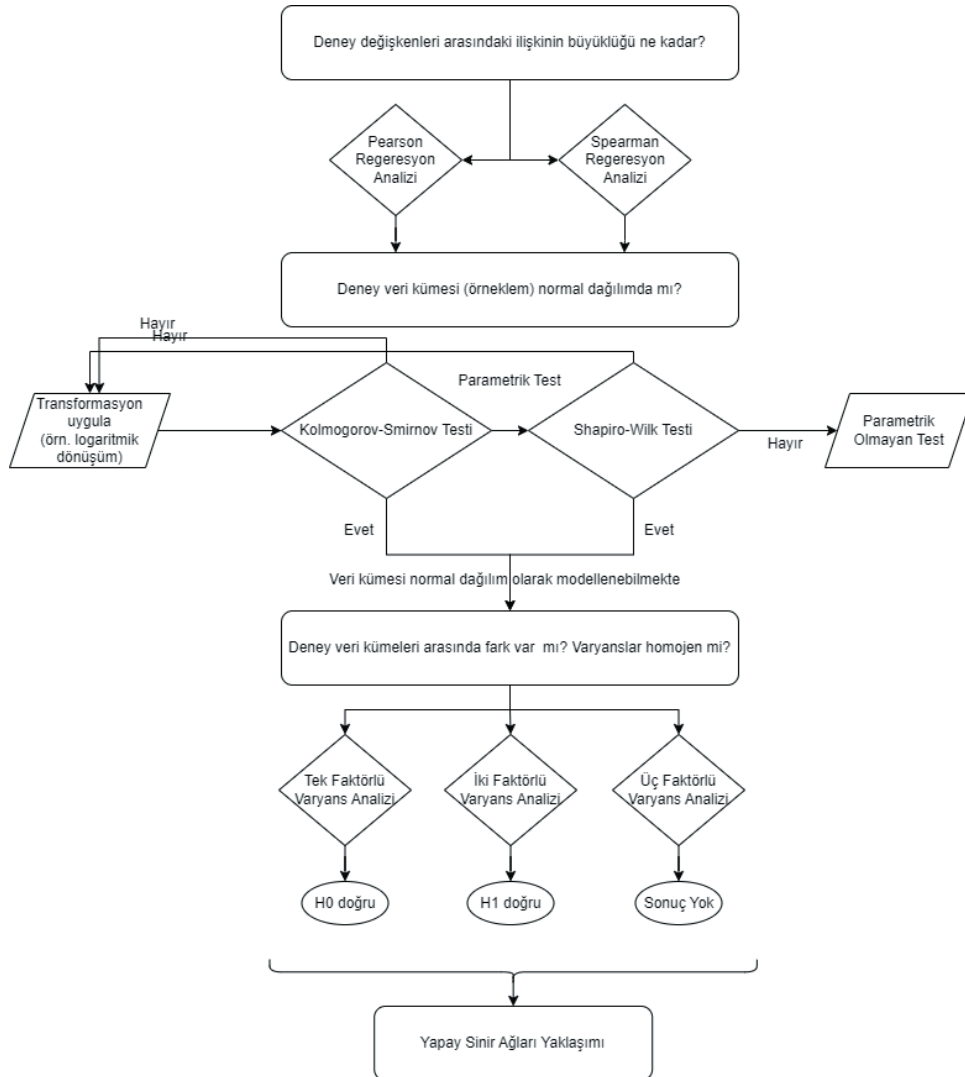 Deney değişkenleri arasındaki ilişkinin büyüklüğü ne kadar?
Pearson
Regeresyon
Analizi
Spearman
Regeresyon
Analizi
Deney veri kümesi (örneklem) normal dağılımda mı?
Hayır
Hayır
Parametrik Test
Transformasyon
uygula
(örn. logaritmik
dönüşüm)
Kolmogorov-Smirnov Testi
Shapiro-Wilk Testi
Hayır
Parametrik
Olmayan Test
Evet
Evet
Veri kümesi normal dağılım olarak modellenebilmekte
Deney veri kümeleri arasında fark var mı? Varyanslar homojen mi?
Tek Faktörlü
Varyans Analizi
İki Faktörlü
Varyans Analizi
Üç Faktörlü
Varyans Analizi
H0 doğru
H1 doğru
Sonuç Yok
Yapay Sinir Ağları Yaklaşımı